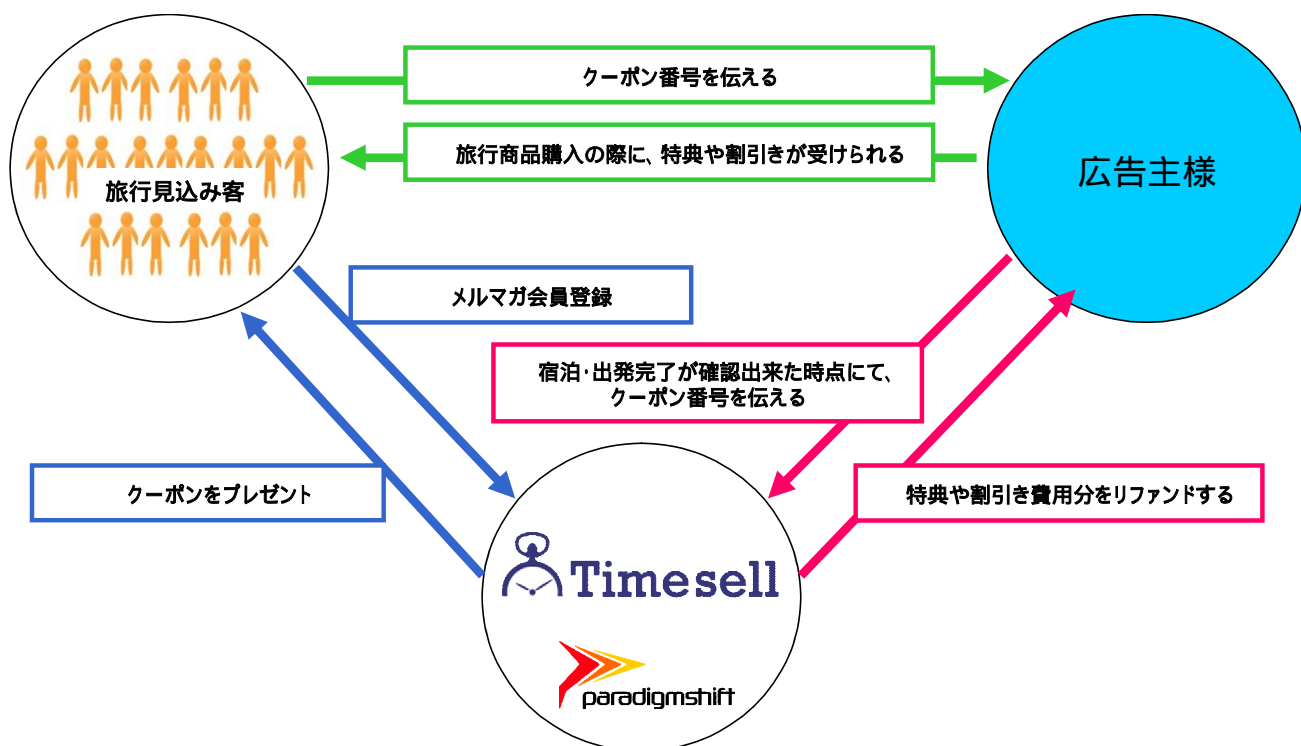 クーポン番号を伝える
旅行商品購入の際に、特典や割引きが受けられる
旅行見込み客
広告主様
メルマガ会員登録
宿泊・出発完了が確認出来た時点にて、
クーポン番号を伝える
クーポンをプレゼント
特典や割引き費用分をリファンドする
Timesell
paradigmshift